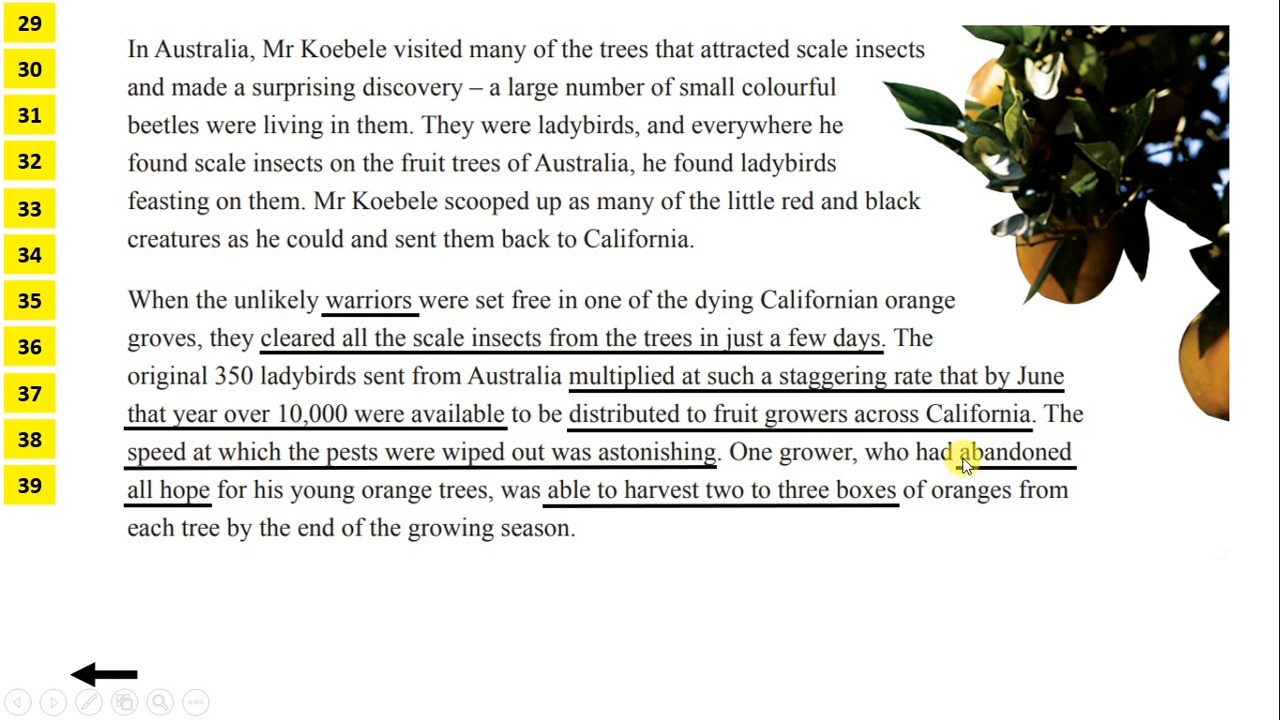 29
30
31
32
33
34
35
36
37
38
39
In Australia, Mr Koebele visited many of the trees that attracted scale insects
and made a surprising discovery – a large number of small colourful
beetles were living in them. They were ladybirds, and everywhere he
found scale insects on the fruit trees of Australia, he found ladybirds
feasting on them. Mr Koebele scooped up as many of the little red and black
creatures as he could and sent them back to California.
When the unlikely warriors were set free in one of the dying Californian orange
groves, they cleared all the scale insects from the trees in just a few days. The
original 350 ladybirds sent from Australia multiplied at such a staggering rate that by June
that year over 10,000 were available to be distributed to fruit growers across California. The
speed at which the pests were wiped out was astonishing. One grower, who had abandoned
all hope for his young orange trees, was able to harvest two to three boxes of oranges from
each tree by the end of the growing season.